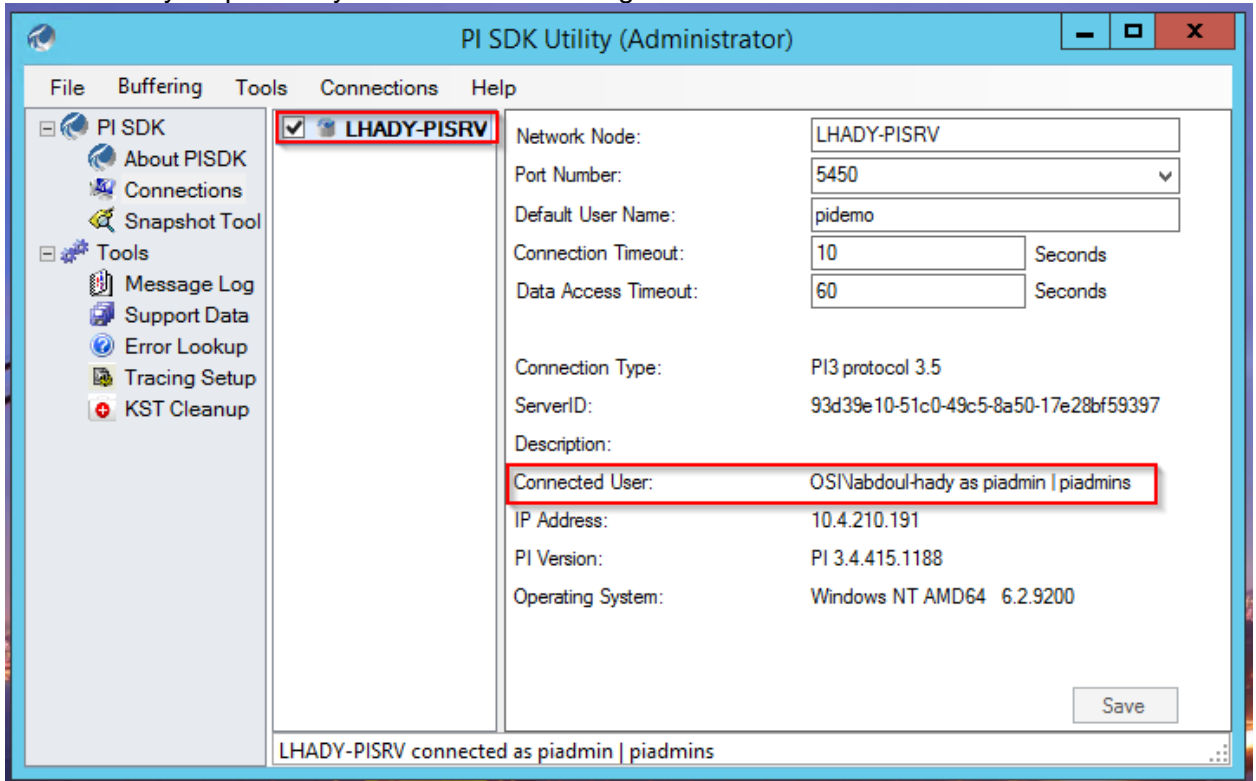 PI SDK Utility (Administrator)
File Buffering Tools Connections Help
PI SDK
About PISDK
Connections
Snapshot Tool
Tools
Message Log
Support Data
Error Lookup
Tracing Setup
KST Cleanup
LHADY-PISRV
Network Node: LHADY-PISRV
Port Number: 5450
Default User Name: pidemo
Connection Timeout: 10 Seconds
Data Access Timeout: 60 Seconds
Connection Type: PI3 protocol 3.5
ServerID: 93d39e10-51c0-49c5-8a50-17e28bf59397
Description:
Connected User: OSI\abdoul-hady as piadmin | piadmins
IP Address: 10.4.210.191
PI Version: PI 3.4.415.1188
Operating System: Windows NT AMD64 6.2.9200
Save
LHADY-PISRV connected as piadmin | piadmins